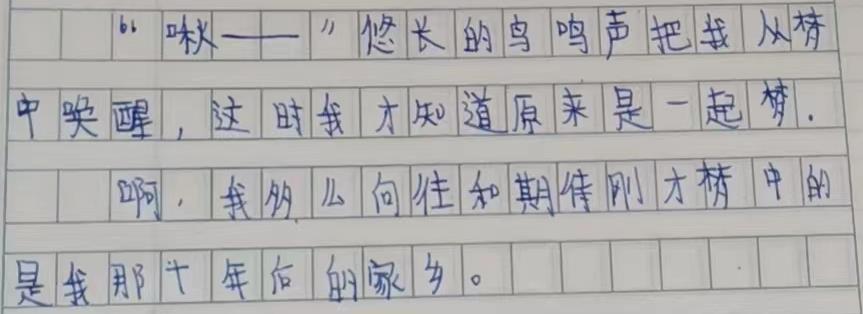 “啾——”悠长的鸟鸣声把我从梦
中唤醒，这时我才知道原来是一起梦.
啊，我多么向往和期待刚才梦中的
是我那十年后的家乡。